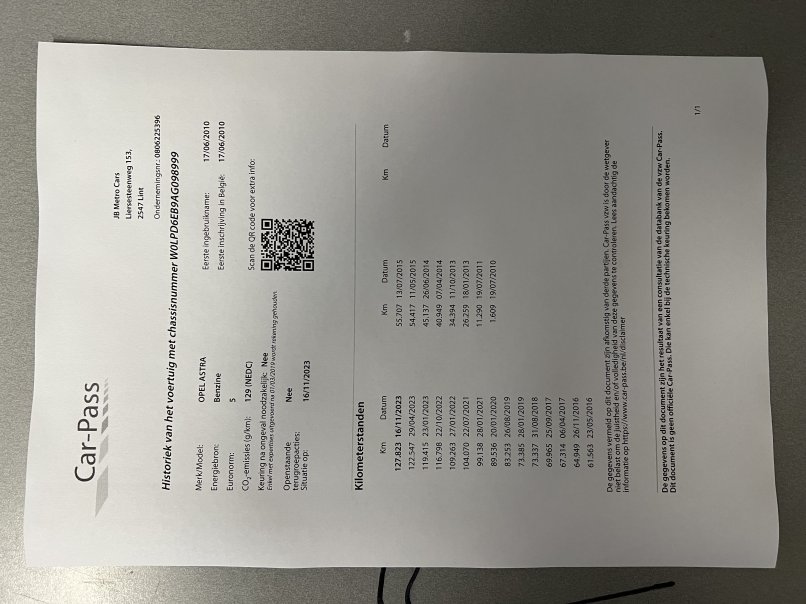 Car-Pass
JB Metro Cars
Liersesteenweg 153,
2547 Lint
Ondernemingsnr.: 0806225396
Historiek van het voertuig met chassisnummer W0LPD6EB9AG098999
Merk/Model: OPEL ASTRA
Energiebron: Benzine
Euronorm: 5
CO2-emissies (g/km): 129 (NEDC)
Keuring na ongeval noodzakelijk: Nee
Enkel met expertises uitgevoerd na 01/03/2019 wordt rekening gehouden.
Openstaande terugroepacties: Nee
Situatie op: 16/11/2023
Eerste ingebruikname: 17/06/2010
Eerste inschrijving in België: 17/06/2010
Scan de QR code voor extra info:
Kilometerstanden
Km Datum
127.823 16/11/2023
122.547 29/04/2023
119.415 23/01/2023
116.798 22/10/2022
109.263 27/01/2022
104.070 22/07/2021
99.138 28/01/2021
89.536 20/01/2020
83.253 26/08/2019
73.385 28/01/2019
73.337 31/08/2018
69.965 25/09/2017
67.314 06/04/2017
64.949 26/11/2016
61.563 23/05/2016
Km Datum
55.707 13/07/2015
54.417 11/05/2015
45.137 26/06/2014
40.949 07/04/2014
34.394 11/10/2013
26.259 18/01/2013
11.290 19/07/2011
1.609 19/07/2010
Km Datum
De gegevens vermeld op dit document zijn afkomstig van derde partijen. Car-Pass vzw is door de wetgever
niet belast om de juistheid en/of volledigheid van deze gegevens te controleren. Lees aandachtig de
informatie op https://www.car-pass.be/nl/disclaimer
De gegevens op dit document zijn het resultaat van een consultatie van de databank van de vzw Car-Pass.
Dit document is geen officiële Car-Pass. Die kan enkel bij de technische keuring bekomen worden.
1/1